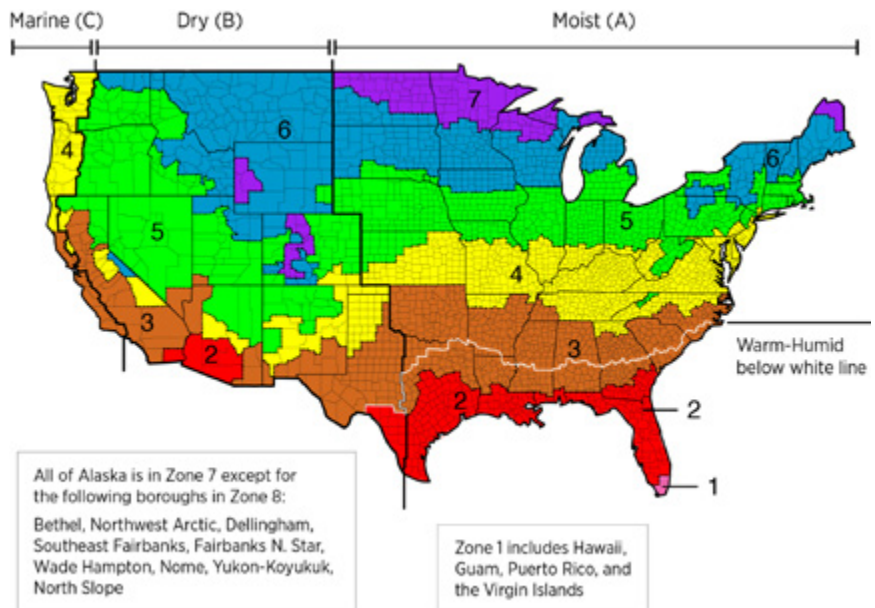 Marine (C)
Dry (B)
Moist (A)
7
6
6
4
5
5
4
3
3
2
Warm-Humid
below white line
2
2
1
All of Alaska is in Zone 7 except for
the following boroughs in Zone 8:
Bethel, Northwest Arctic, Dellingham,
Southeast Fairbanks, Fairbanks N. Star,
Wade Hampton, Nome, Yukon-Koyukuk,
North Slope
Zone 1 includes Hawaii,
Guam, Puerto Rico, and
the Virgin Islands